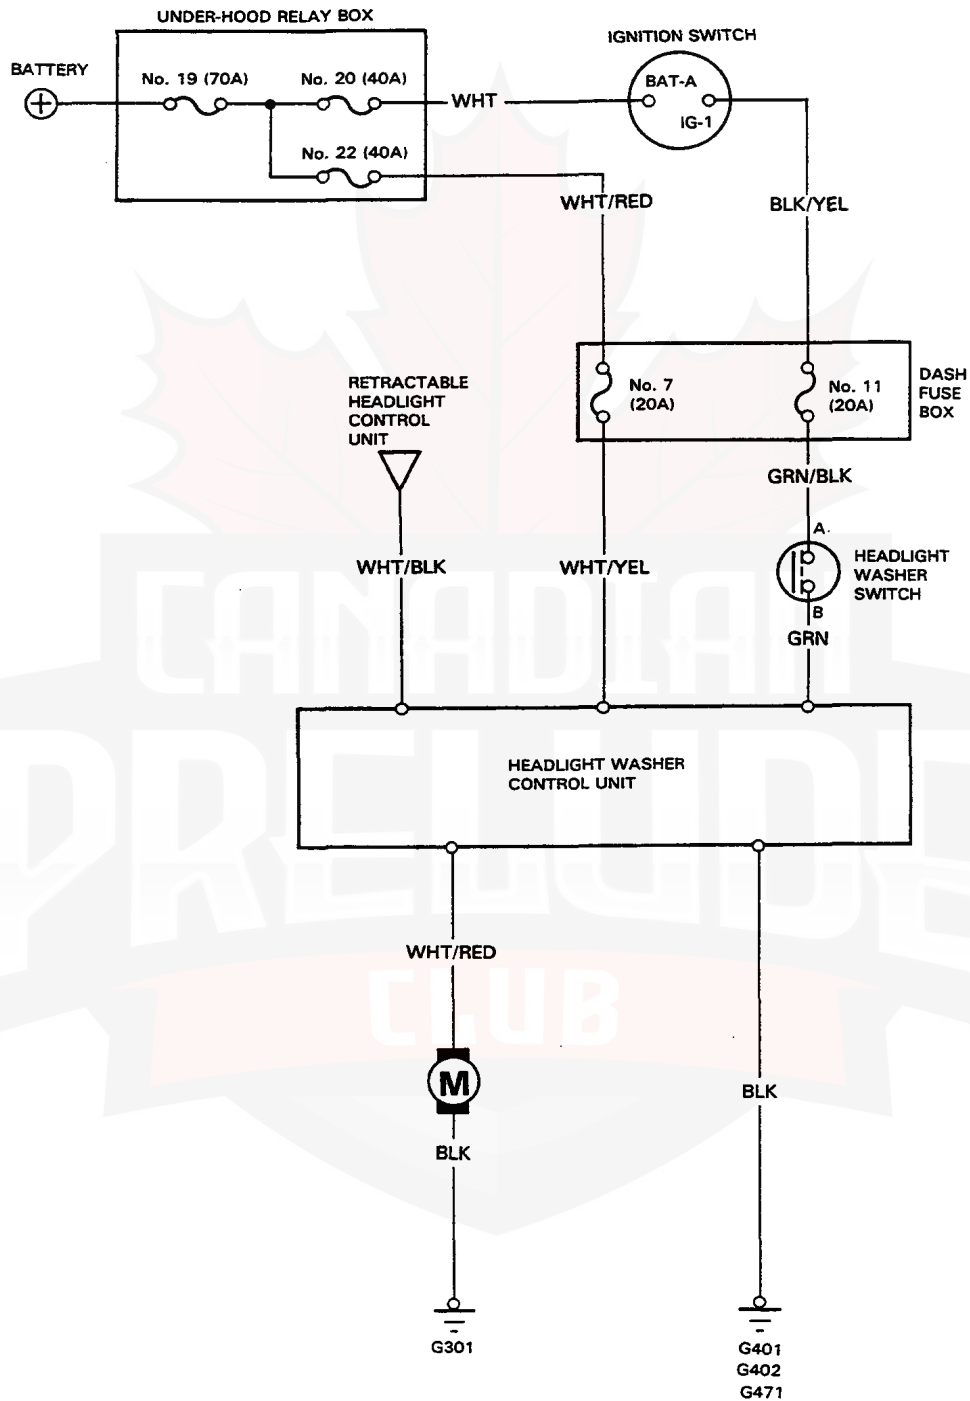 UNDER-HOOD RELAY BOX
IGNITION SWITCH
BATTERY
No. 19 (70A)
No. 20 (40A)
WHT
BAT-A
IG-1
No. 22 (40A)
WHT/RED
BLK/YEL
RETRACTABLE
HEADLIGHT
CONTROL
UNIT
No. 7
(20A)
No. 11
(20A)
DASH
FUSE
BOX
GRN/BLK
A
WHT/BLK
WHT/YEL
HEADLIGHT
WASHER
SWITCH
B
GRN
CANADIAN
PRELUDE
CLUB
HEADLIGHT WASHER
CONTROL UNIT
WHT/RED
M
BLK
BLK
G301
G401
G402
G471